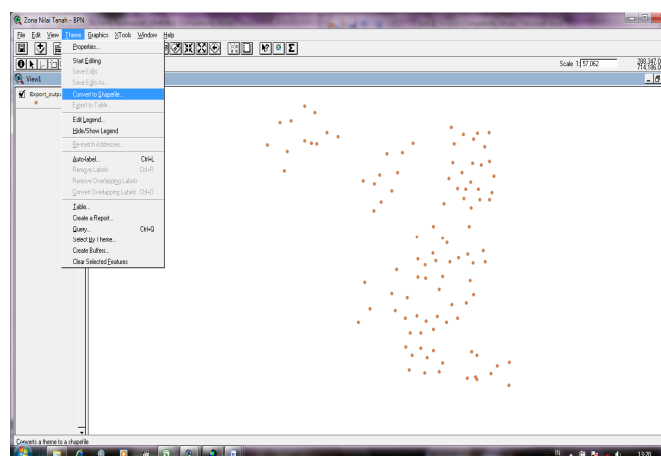 Zona Nilai Tanah - BPN
File Edit View Theme Graphics XTools Window Help
Scale 1: 57,062
View1
Properties...
Start Editing
Save Edits
Save Edits As...
Convert to Shapefile...
Export to Table...
Edit Legend...
Hide/Show Legend
Re-match Addresses...
Auto-label... Ctrl+L
Remove Labels Ctrl+R
Remove Overlapping Labels
Convert Overlapping Labels Ctrl+O
Table...
Create a Report...
Query... Ctrl+Q
Select By Theme...
Create Buffers...
Clear Selected Features
Converts a theme to a shapefile
IN 13:20